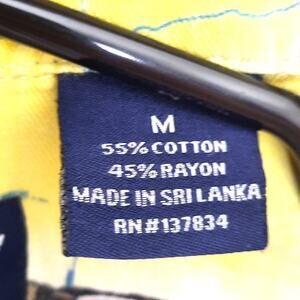 M
55% COTTON
45% RAYON
MADE IN SRI LANKA
RN#137834